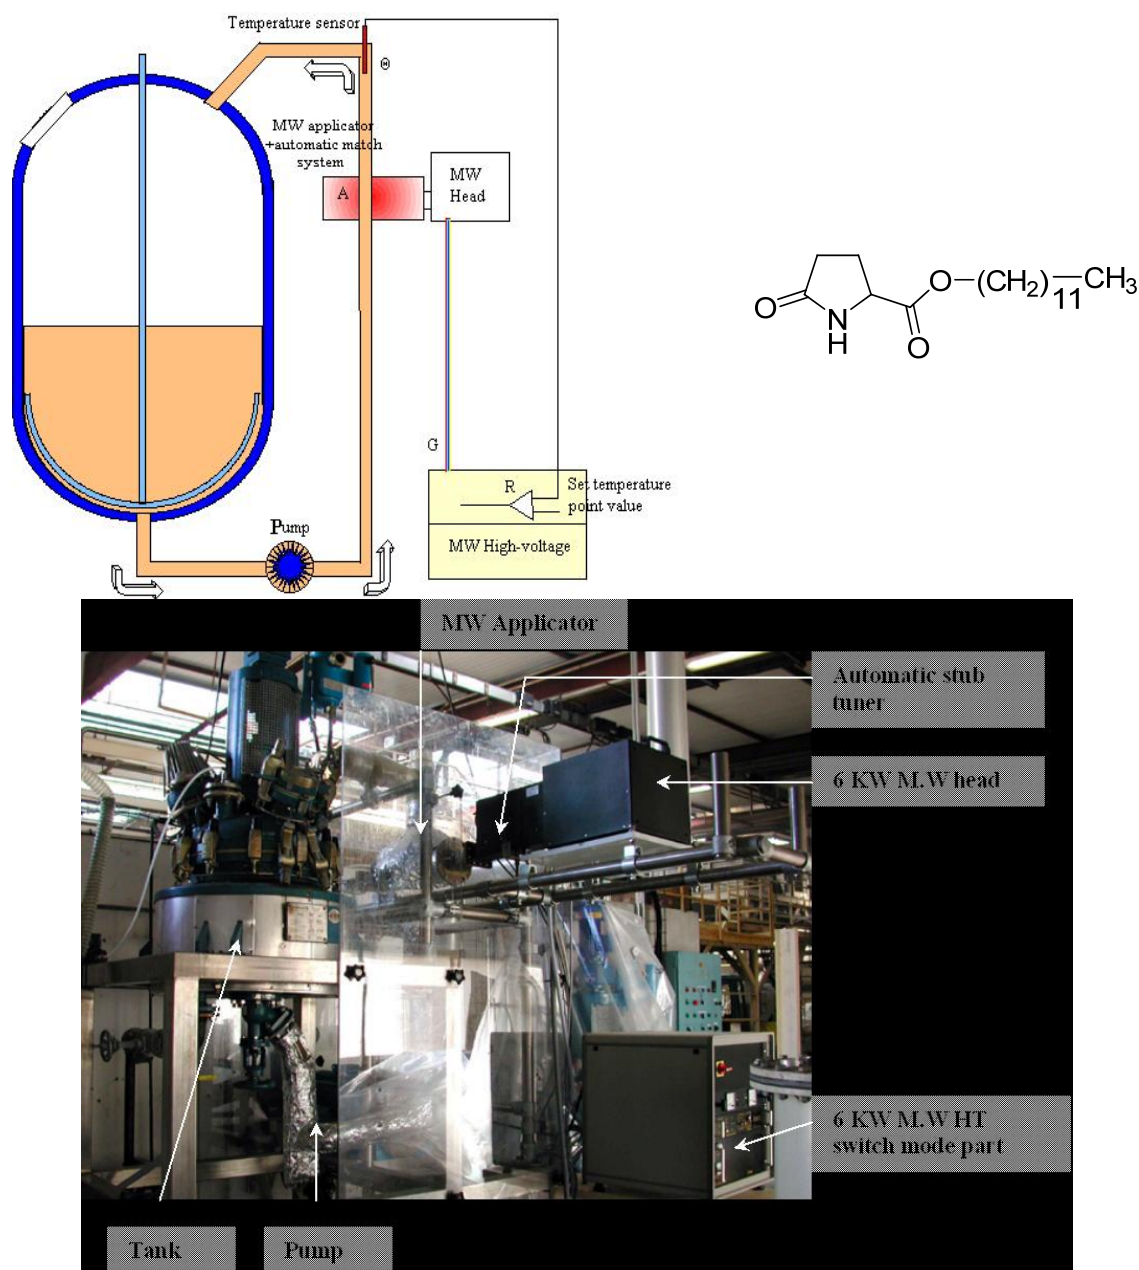 Temperature sensor
Θ
MW applicator
+automatic match
system
A
MW
Head
G
R
Set temperature
point value
MW High-voltage
Pump
O
N
H
O
O
(CH2)11
CH3
MW Applicator
Automatic stub
tuner
6 KW M.W head
6 KW M.W HT
switch mode part
Tank
Pump